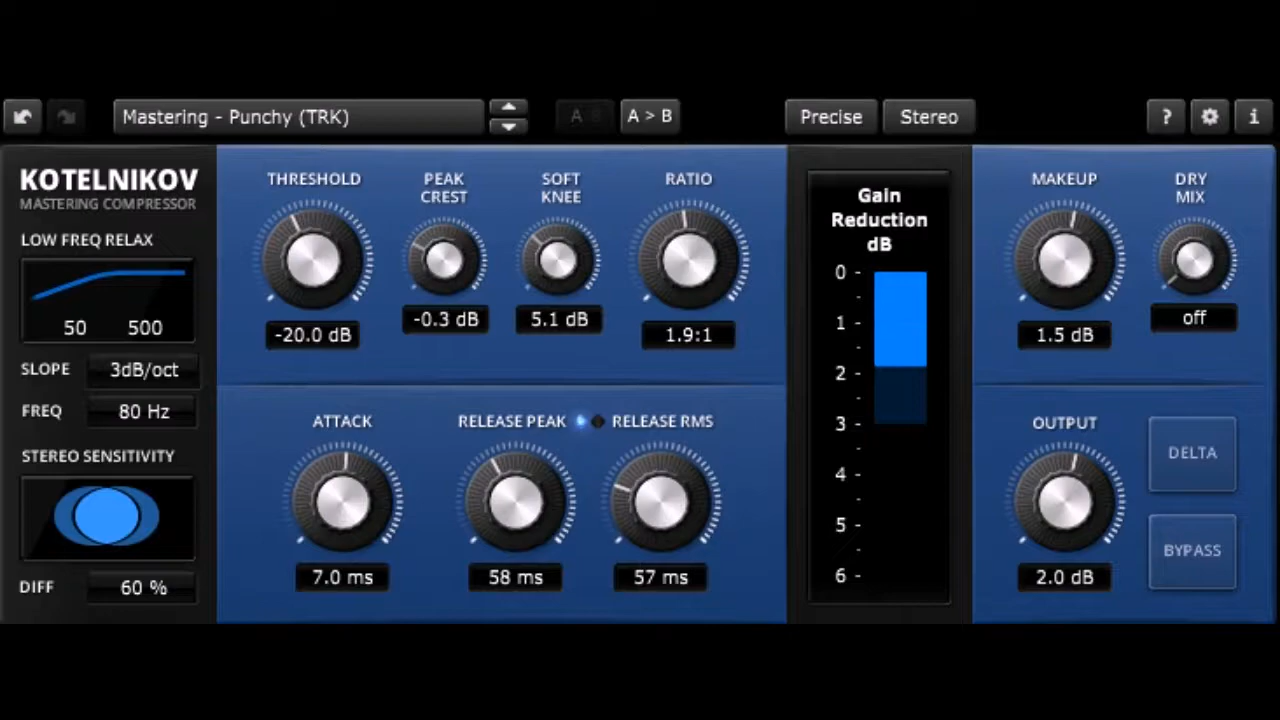 Mastering - Punchy (TRK)
A > B
Precise
Stereo
?
i
KOTELNIKOV
MASTERING COMPRESSOR
LOW FREQ RELAX
50 500
SLOPE 3dB/oct
FREQ 80 Hz
STEREO SENSITIVITY
DIFF 60 %
THRESHOLD
-20.0 dB
PEAK
CREST
-0.3 dB
SOFT
KNEE
5.1 dB
RATIO
1.9:1
ATTACK
7.0 ms
RELEASE PEAK
58 ms
RELEASE RMS
57 ms
Gain
Reduction
dB
0 -
1 -
2 -
3 -
4 -
5 -
6 -
MAKEUP
1.5 dB
DRY
MIX
off
OUTPUT
2.0 dB
DELTA
BYPASS